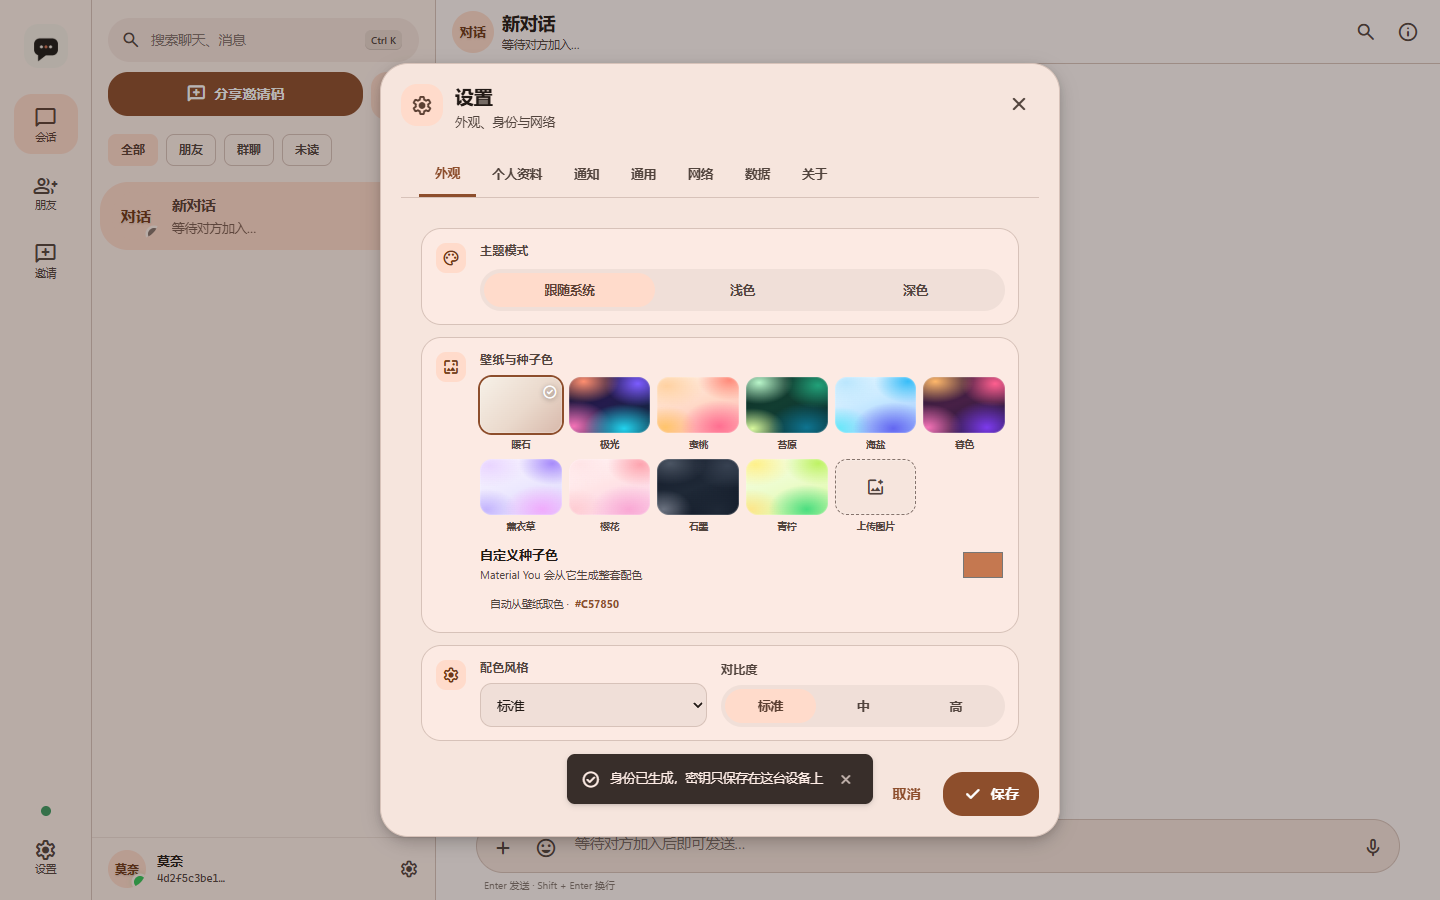 会话
朋友
邀请
设置
搜索聊天、消息
Ctrl K
分享邀请码
全部
朋友
群聊
未读
对话
新对话
等待对方加入...
莫奈
莫奈
4d2f5c3be1...
对话
新对话
等待对方加入...
设置
外观、身份与网络
外观
个人资料
通知
通用
网络
数据
关于
主题模式
跟随系统
浅色
深色
壁纸与种子色
暖石
极光
蜜桃
苔原
海盐
暮色
薰衣草
樱花
石墨
青柠
上传图片
自定义种子色
Material You 会从它生成整套配色
自动从壁纸取色 · #C57850
配色风格
标准
对比度
标准
中
高
身份已生成，密钥只保存在这台设备上
取消
保存
等待对方加入后即可发送...
Enter 发送 · Shift + Enter 换行